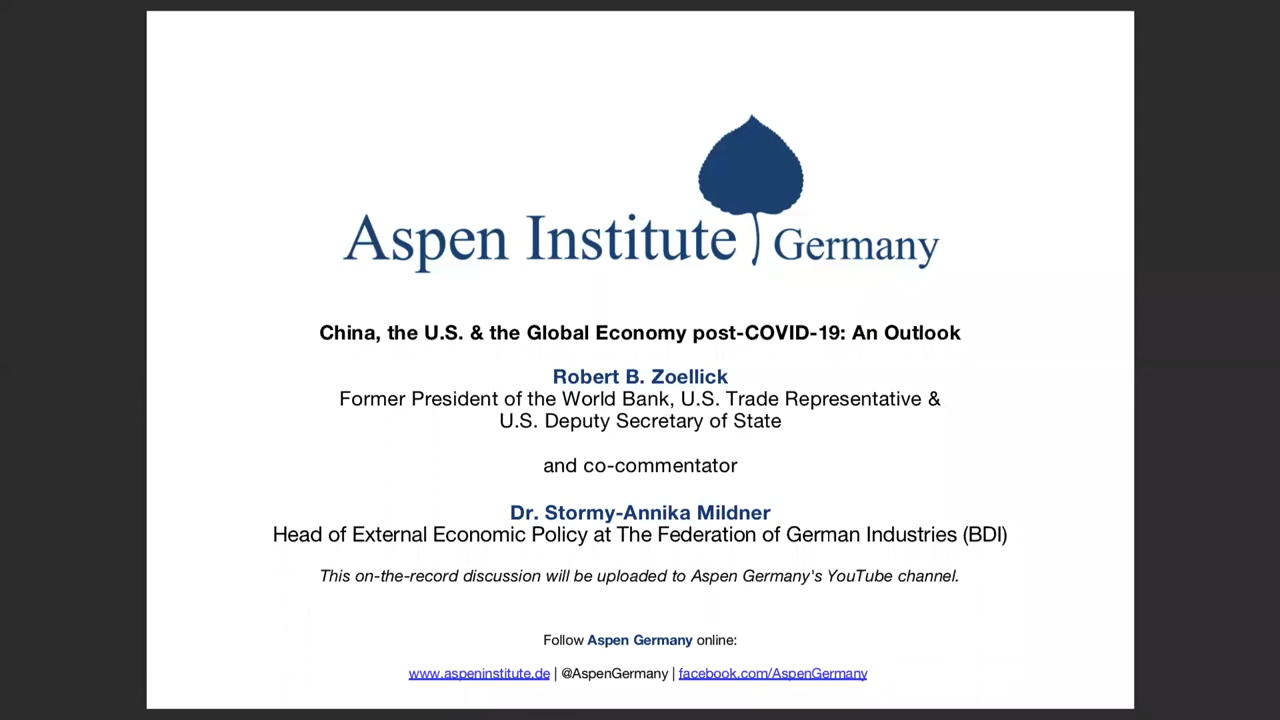 Aspen Institute Germany
China, the U.S. & the Global Economy post-COVID-19: An Outlook
Robert B. Zoellick
Former President of the World Bank, U.S. Trade Representative &
U.S. Deputy Secretary of State
and co-commentator
Dr. Stormy-Annika Mildner
Head of External Economic Policy at The Federation of German Industries (BDI)
This on-the-record discussion will be uploaded to Aspen Germany's YouTube channel.
Follow Aspen Germany online:
www.aspeninstitute.de | @AspenGermany | facebook.com/AspenGermany